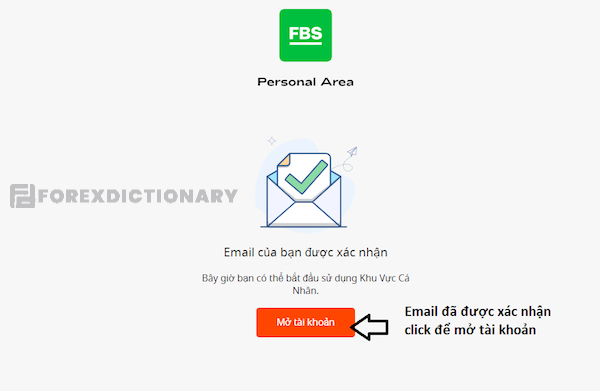 FBS
Personal Area
FOREXDICTIONARY
Email của bạn được xác nhận
Bây giờ bạn có thể bắt đầu sử dụng Khu Vực Cá
Nhân.
Mở tài khoản
Email đã được xác nhận
click để mở tài khoản